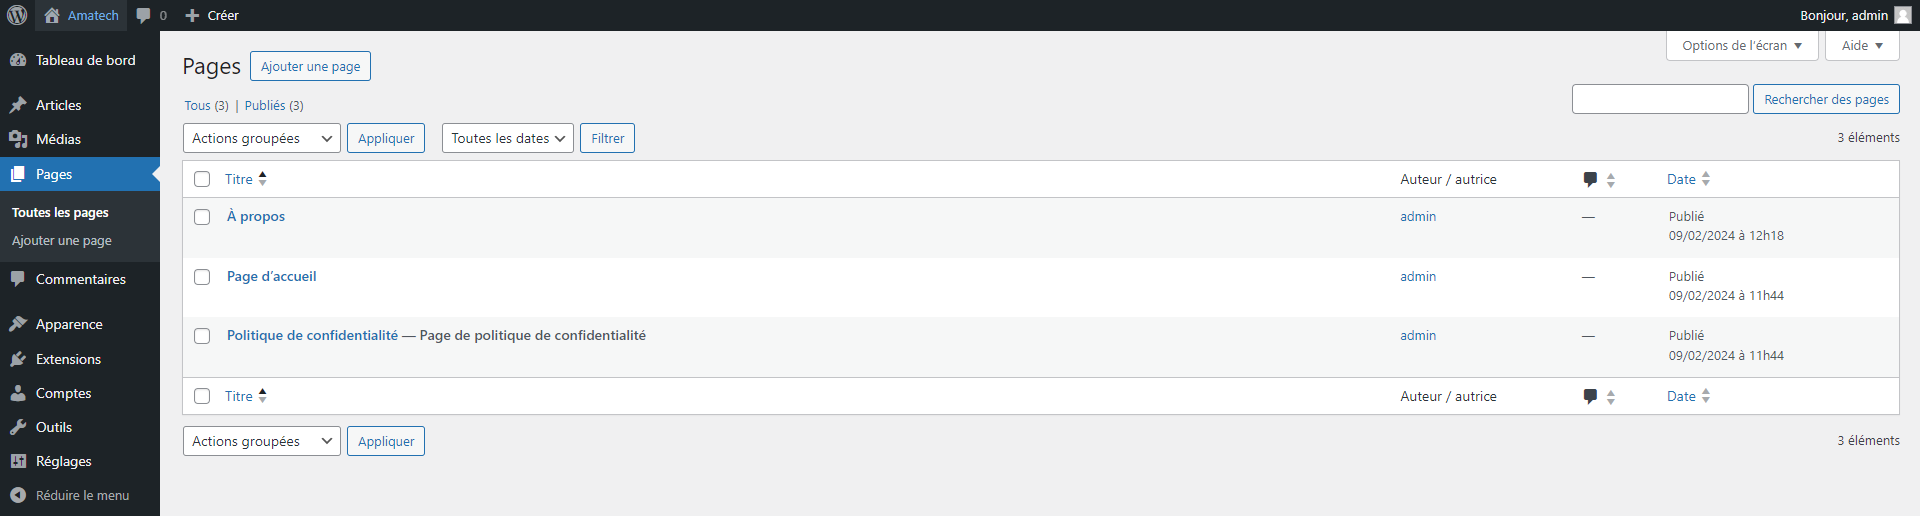 Amatech 0 Créer Bonjour, admin
Options de l'écran Aide
Tableau de bord
Articles
Médias
Pages
Toutes les pages
Ajouter une page
Commentaires
Apparence
Extensions
Comptes
Outils
Réglages
Réduire le menu
Pages Ajouter une page
Tous (3) | Publiés (3)
Rechercher des pages
Actions groupées Appliquer Toutes les dates Filtrer 3 éléments
Titre Auteur / autrice Date
À propos admin — Publié
09/02/2024 à 12h18
Page d’accueil admin — Publié
09/02/2024 à 11h44
Politique de confidentialité — Page de politique de confidentialité admin — Publié
09/02/2024 à 11h44
Titre Auteur / autrice Date
Actions groupées Appliquer 3 éléments